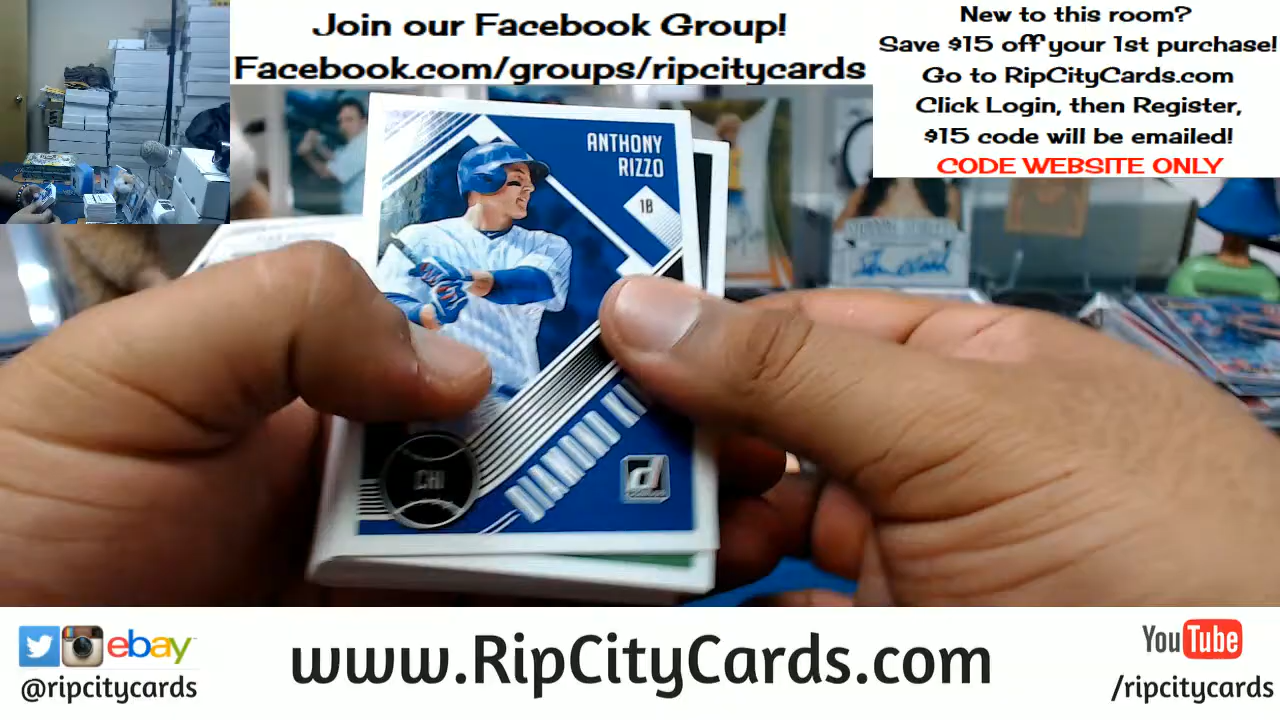 Join our Facebook Group!
Facebook.com/groups/ripcitycards
New to this room?
Save $15 off your 1st purchase!
Go to RipCityCards.com
Click Login, then Register,
$15 code will be emailed!
CODE WEBSITE ONLY
ANTHONY
RIZZO
1B
CHI
DIAMOND
d
ebay
@ripcitycards
www.RipCityCards.com
YouTube
/ripcitycards